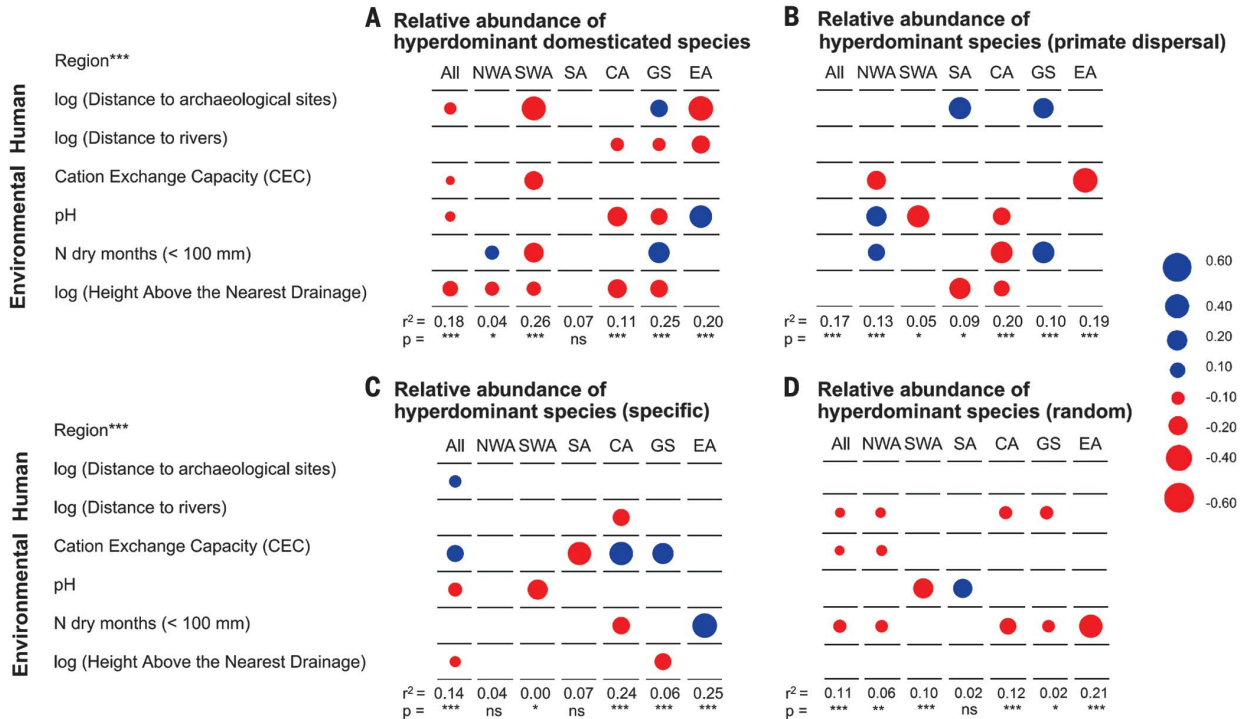 A Relative abundance of
hyperdominant domesticated species
B Relative abundance of
hyperdominant species (primate dispersal)
Region***
All NWA SWA SA CA GS EA
All NWA SWA SA CA GS EA
Environmental Human
log (Distance to archaeological sites)
log (Distance to rivers)
Cation Exchange Capacity (CEC)
pH
N dry months (< 100 mm)
log (Height Above the Nearest Drainage)
r² = 0.18 0.04 0.26 0.07 0.11 0.25 0.20
p = *** * *** ns *** *** ***
r² = 0.17 0.13 0.05 0.09 0.20 0.10 0.19
p = *** *** * * *** *** ***
0.60
0.40
0.20
0.10
-0.10
-0.20
-0.40
-0.60
C Relative abundance of
hyperdominant species (specific)
D Relative abundance of
hyperdominant species (random)
Region***
All NWA SWA SA CA GS EA
All NWA SWA SA CA GS EA
Environmental Human
log (Distance to archaeological sites)
log (Distance to rivers)
Cation Exchange Capacity (CEC)
pH
N dry months (< 100 mm)
log (Height Above the Nearest Drainage)
r² = 0.14 0.04 0.00 0.07 0.24 0.06 0.25
p = *** ns * ns *** *** ***
r² = 0.11 0.06 0.10 0.02 0.12 0.02 0.21
p = *** ** *** ns *** * ***